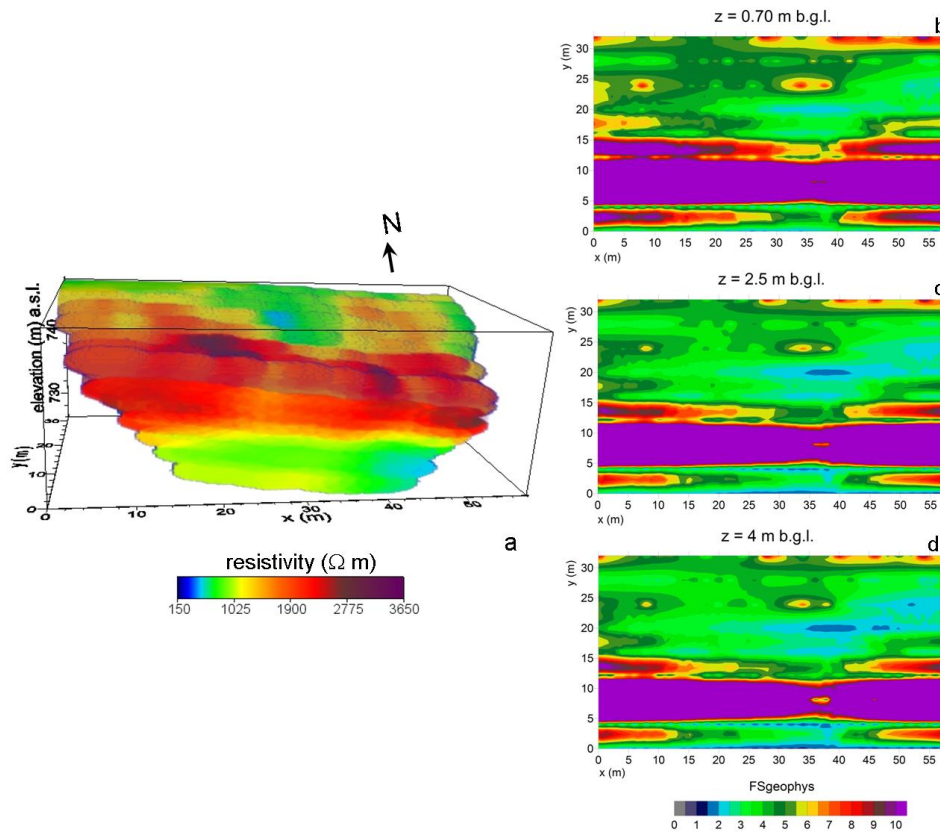 N
elevation (m) a.s.l.
740
730
y(m)
30
20
10
0
0
10
20
30
40
50
x (m)
a
resistivity (Ω m)
150 1025 1900 2775 3650
z = 0.70 m b.g.l.
b
y (m)
30
25
20
15
10
5
0
0 5 10 15 20 25 30 35 40 45 50 55
x (m)
z = 2.5 m b.g.l.
y (m)
30
25
20
15
10
5
0
0 5 10 15 20 25 30 35 40 45 50 55
x (m)
z = 4 m b.g.l.
d
y (m)
30
25
20
15
10
5
0
0 5 10 15 20 25 30 35 40 45 50 55
x (m)
FSgeophys
0 1 2 3 4 5 6 7 8 9 10